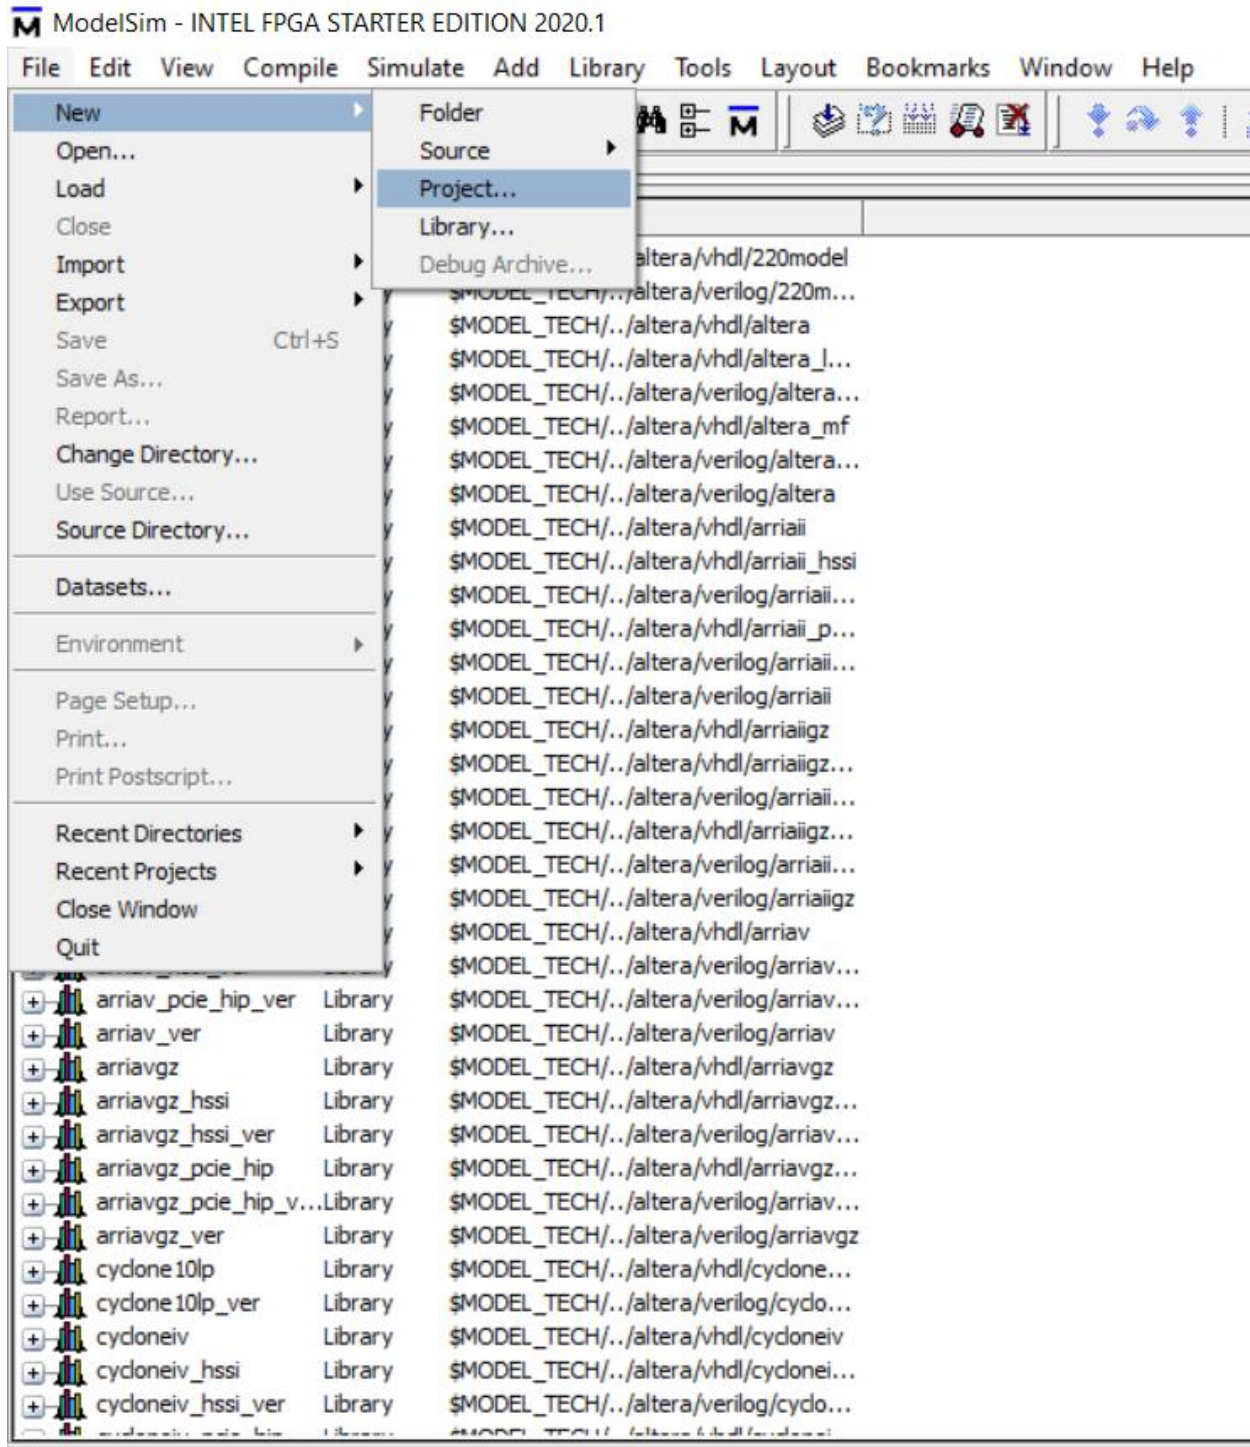 ModelSim - INTEL FPGA STARTER EDITION 2020.1
File Edit View Compile Simulate Add Library Tools Layout Bookmarks Window Help
New
Open...
Load
Close
Import
Export
Save Ctrl+S
Save As...
Report...
Change Directory...
Use Source...
Source Directory...
Datasets...
Environment
Page Setup...
Print...
Print Postscript...
Recent Directories
Recent Projects
Close Window
Quit
Folder
Source
Project...
Library...
Debug Archive...
altera/vhdl/220model
$MODEL_TECH/../altera/verilog/220m...
$MODEL_TECH/../altera/vhdl/altera
$MODEL_TECH/../altera/vhdl/altera_l...
$MODEL_TECH/../altera/verilog/altera...
$MODEL_TECH/../altera/vhdl/altera_mf
$MODEL_TECH/../altera/verilog/altera...
$MODEL_TECH/../altera/verilog/altera
$MODEL_TECH/../altera/vhdl/arriaii
$MODEL_TECH/../altera/vhdl/arriaii_hssi
$MODEL_TECH/../altera/verilog/arriaii...
$MODEL_TECH/../altera/vhdl/arriaii_p...
$MODEL_TECH/../altera/verilog/arriaii...
$MODEL_TECH/../altera/verilog/arriaii
$MODEL_TECH/../altera/vhdl/arriaiigz
$MODEL_TECH/../altera/vhdl/arriaiigz...
$MODEL_TECH/../altera/verilog/arriaii...
$MODEL_TECH/../altera/vhdl/arriaiigz...
$MODEL_TECH/../altera/verilog/arriaii...
$MODEL_TECH/../altera/verilog/arriaiigz
$MODEL_TECH/../altera/vhdl/arriav
$MODEL_TECH/../altera/verilog/arriav...
arriav_pcie_hip_ver Library $MODEL_TECH/../altera/verilog/arriav...
arriav_ver Library $MODEL_TECH/../altera/verilog/arriav
arriavgz Library $MODEL_TECH/../altera/vhdl/arriavgz
arriavgz_hssi Library $MODEL_TECH/../altera/vhdl/arriavgz...
arriavgz_hssi_ver Library $MODEL_TECH/../altera/verilog/arriav...
arriavgz_pcie_hip Library $MODEL_TECH/../altera/vhdl/arriavgz...
arriavgz_pcie_hip_v... Library $MODEL_TECH/../altera/verilog/arriav...
arriavgz_ver Library $MODEL_TECH/../altera/verilog/arriavgz
cyclone10lp Library $MODEL_TECH/../altera/vhdl/cyclone...
cyclone10lp_ver Library $MODEL_TECH/../altera/verilog/cyclo...
cycloneiv Library $MODEL_TECH/../altera/vhdl/cycloneiv
cycloneiv_hssi Library $MODEL_TECH/../altera/vhdl/cyclonei...
cycloneiv_hssi_ver Library $MODEL_TECH/../altera/verilog/cyclo...